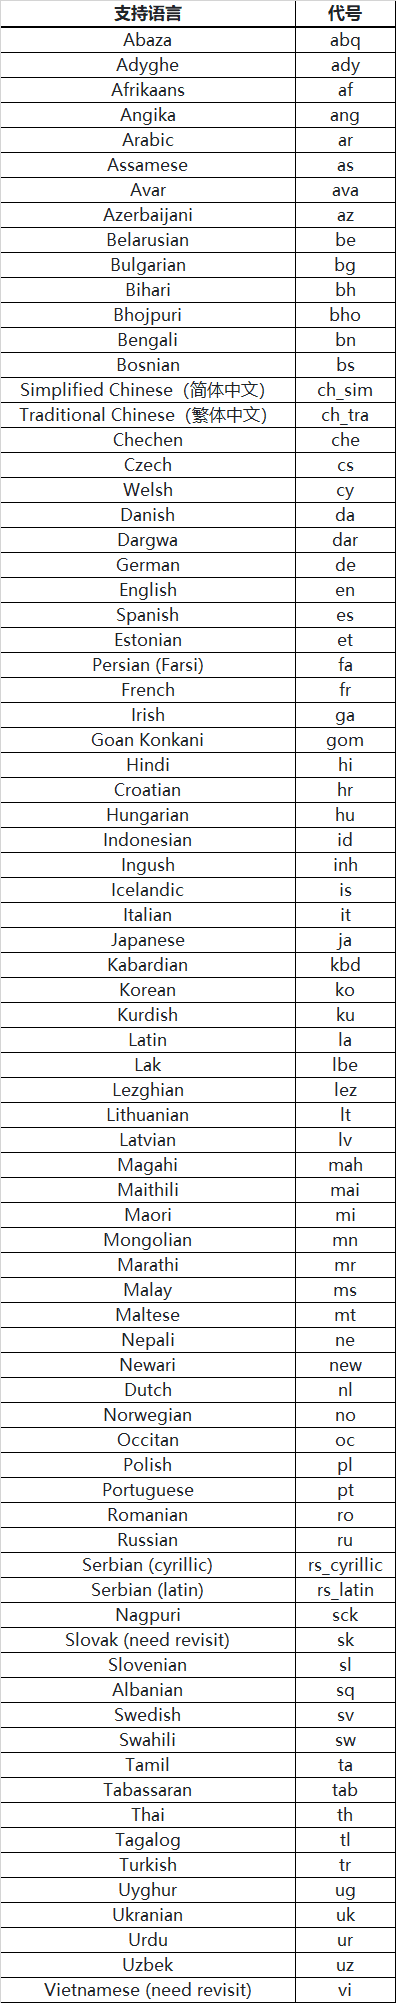 支持语言 代号
Abaza abq
Adyghe ady
Afrikaans af
Angika ang
Arabic ar
Assamese as
Avar ava
Azerbaijani az
Belarusian be
Bulgarian bg
Bihari bh
Bhojpuri bho
Bengali bn
Bosnian bs
Simplified Chinese（简体中文） ch_sim
Traditional Chinese（繁体中文） ch_tra
Chechen che
Czech cs
Welsh cy
Danish da
Dargwa dar
German de
English en
Spanish es
Estonian et
Persian (Farsi) fa
French fr
Irish ga
Goan Konkani gom
Hindi hi
Croatian hr
Hungarian hu
Indonesian id
Ingush inh
Icelandic is
Italian it
Japanese ja
Kabardian kbd
Korean ko
Kurdish ku
Latin la
Lak lbe
Lezghian lez
Lithuanian lt
Latvian lv
Magahi mah
Maithili mai
Maori mi
Mongolian mn
Marathi mr
Malay ms
Maltese mt
Nepali ne
Newari new
Dutch nl
Norwegian no
Occitan oc
Polish pl
Portuguese pt
Romanian ro
Russian ru
Serbian (cyrillic) rs_cyrillic
Serbian (latin) rs_latin
Nagpuri sck
Slovak (need revisit) sk
Slovenian sl
Albanian sq
Swedish sv
Swahili sw
Tamil ta
Tabassaran tab
Thai th
Tagalog tl
Turkish tr
Uyghur ug
Ukranian uk
Urdu ur
Uzbek uz
Vietnamese (need revisit) vi